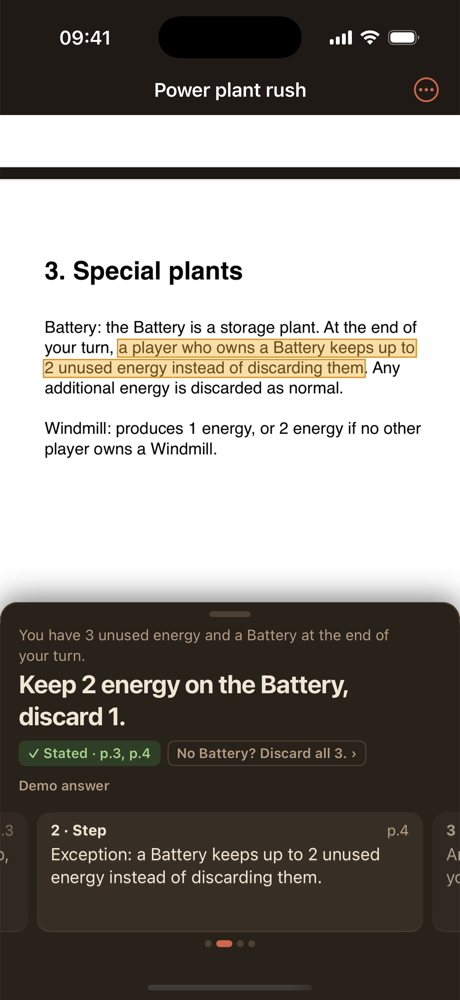 09:41
Power plant rush
3. Special plants
Battery: the Battery is a storage plant. At the end of
your turn, a player who owns a Battery keeps up to
2 unused energy instead of discarding them. Any
additional energy is discarded as normal.
Windmill: produces 1 energy, or 2 energy if no other
player owns a Windmill.
You have 3 unused energy and a Battery at the end of
your turn.
Keep 2 energy on the Battery,
discard 1.
✓ Stated · p.3, p.4
No Battery? Discard all 3. ›
Demo answer
.3
2 · Step
p.4
3
Exception: a Battery keeps up to 2 unused
energy instead of discarding them.